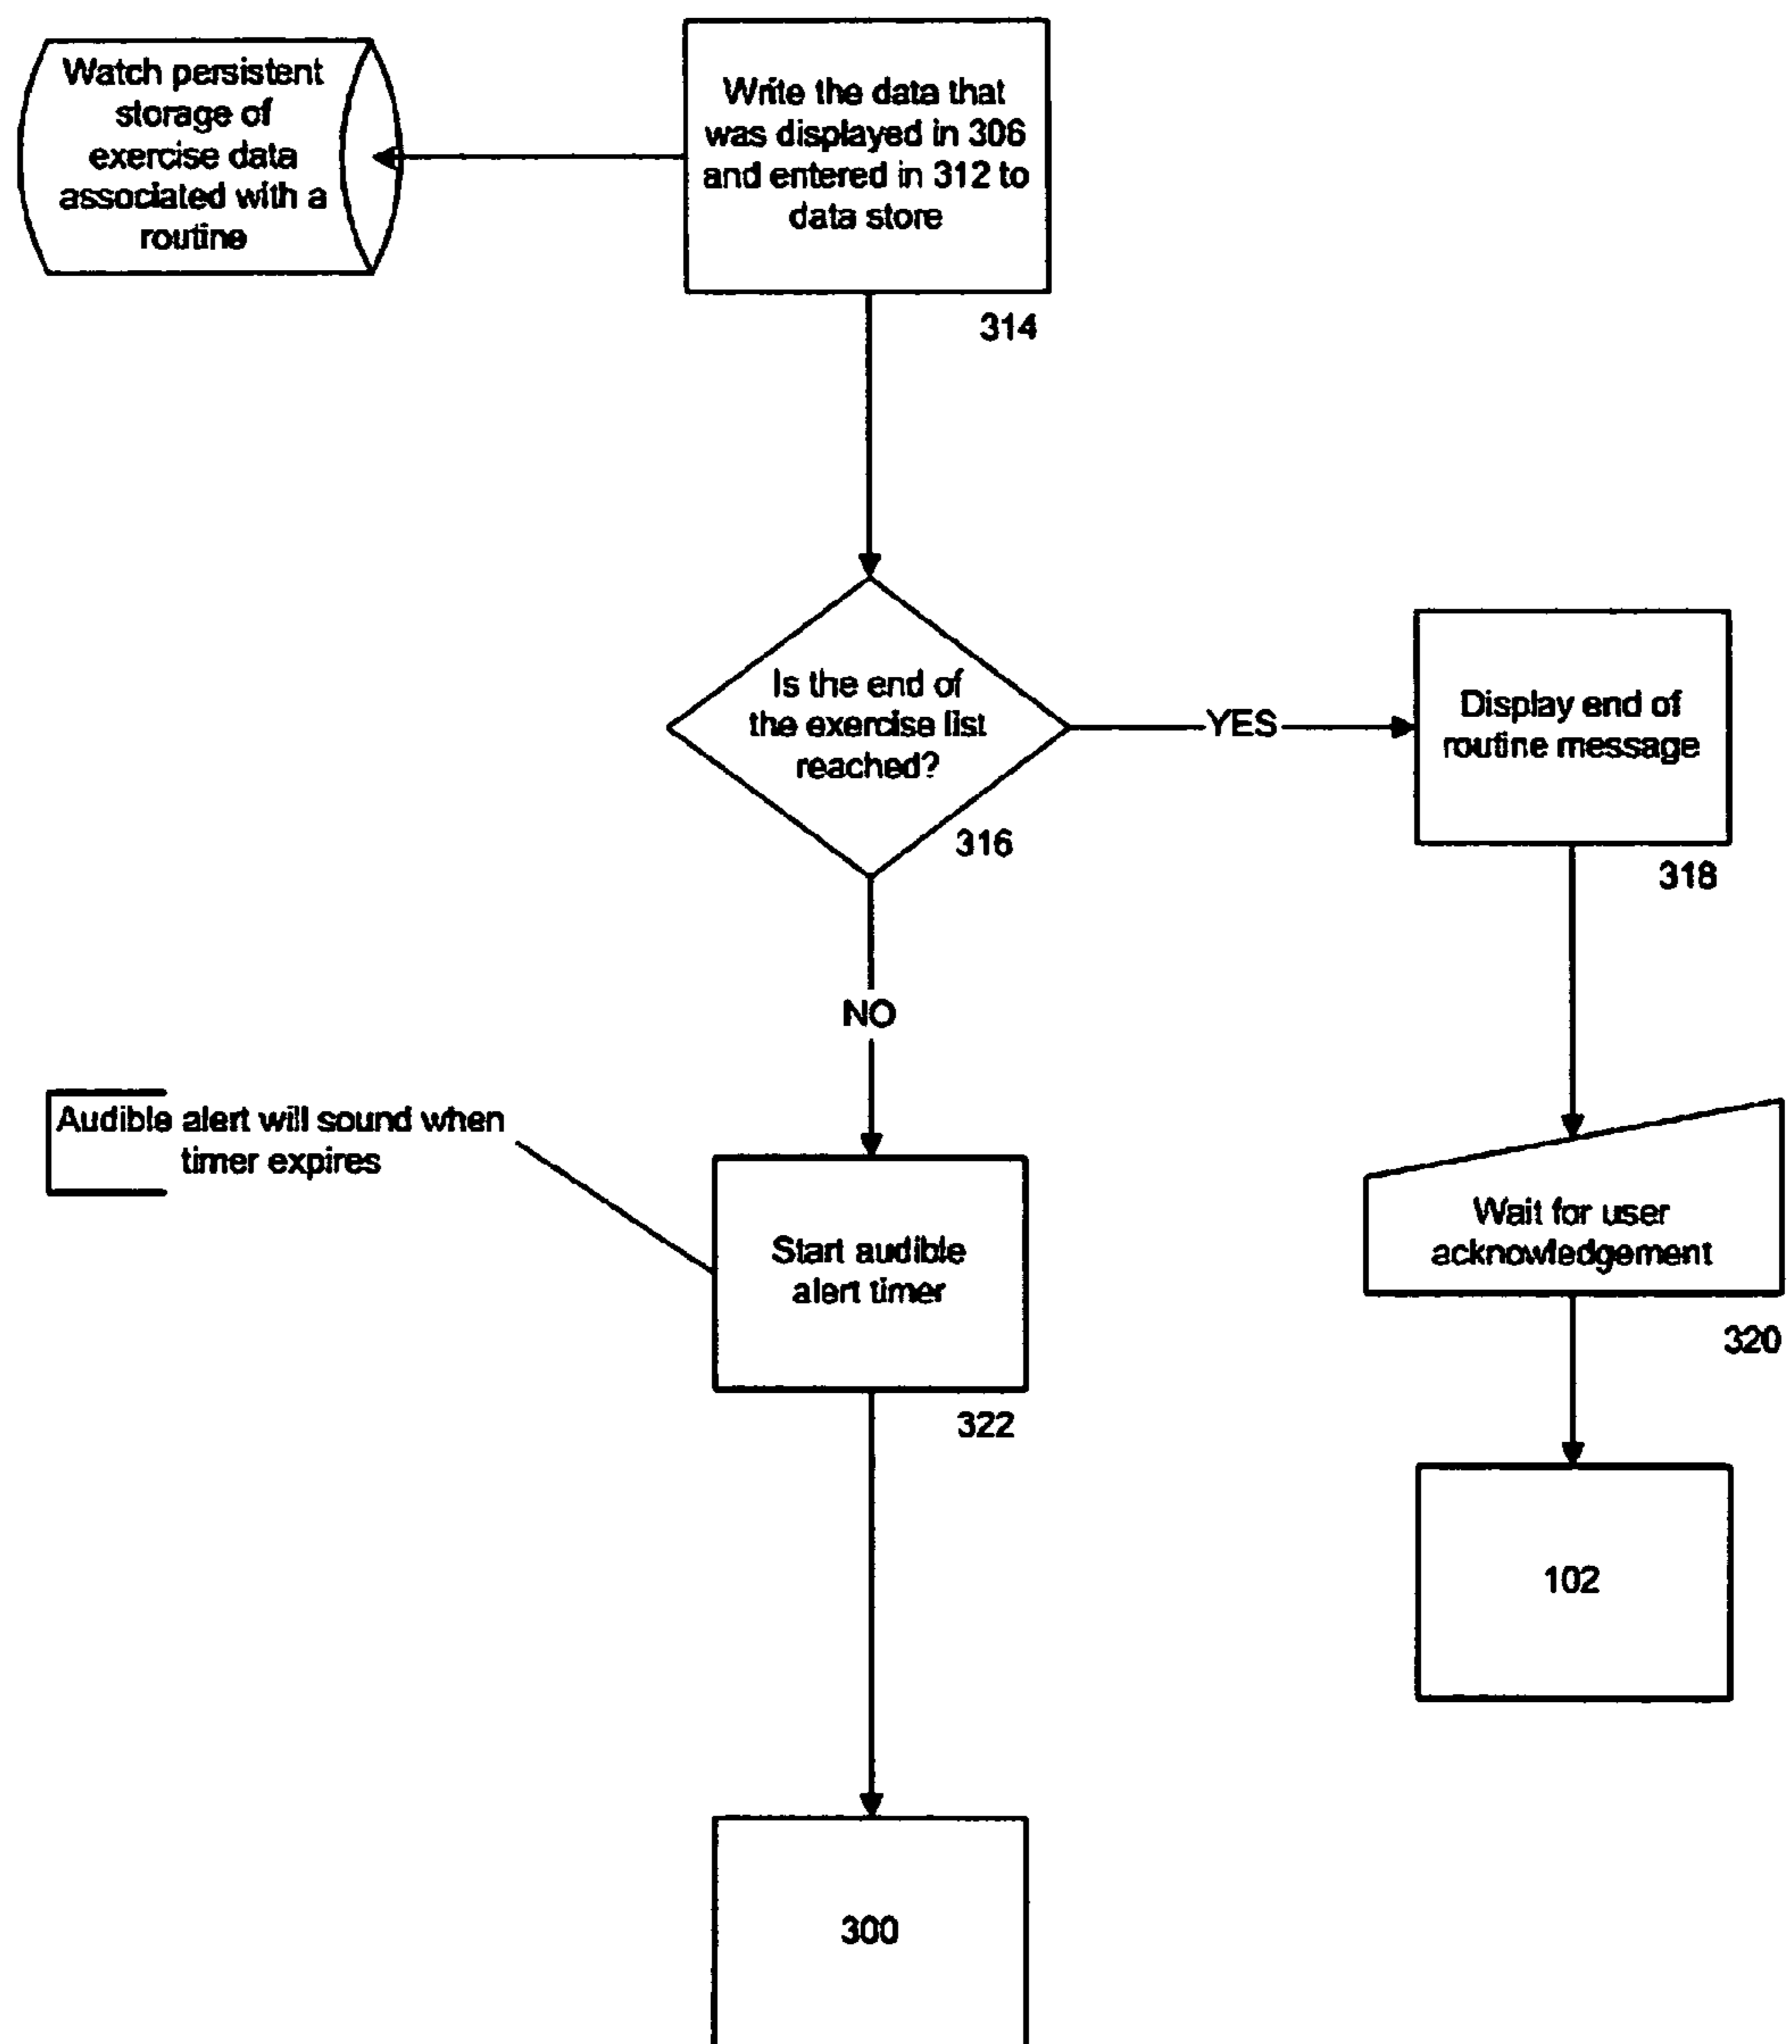 Watch persistent
storage of
exercise data
associated with a
routine
Write the data that
was displayed in 306
and entered in 312 to
data store
314
Is the end of
the exercise list
reached?
316
YES
Display end of
routine message
318
NO
Audible alert will sound when
timer expires
Start audible
alert timer
322
Wait for user
acknowledgement
320
102
300